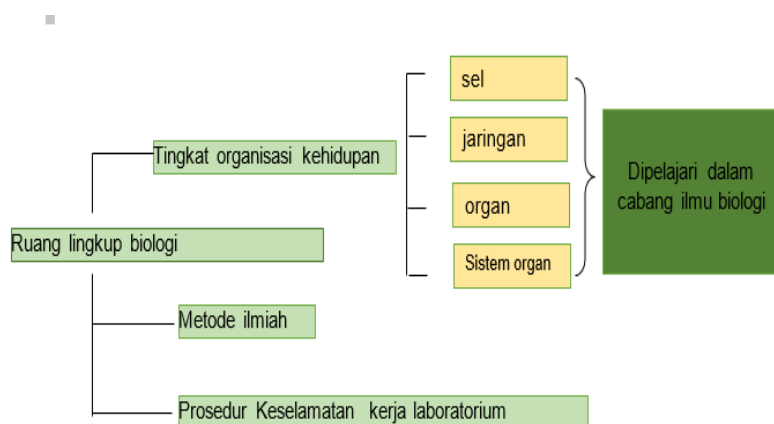 sel
jaringan
Tingkat organisasi kehidupan
Dipelajari dalam
cabang ilmu biologi
organ
Ruang lingkup biologi
Sistem organ
Metode ilmiah
Prosedur Keselamatan kerja laboratorium